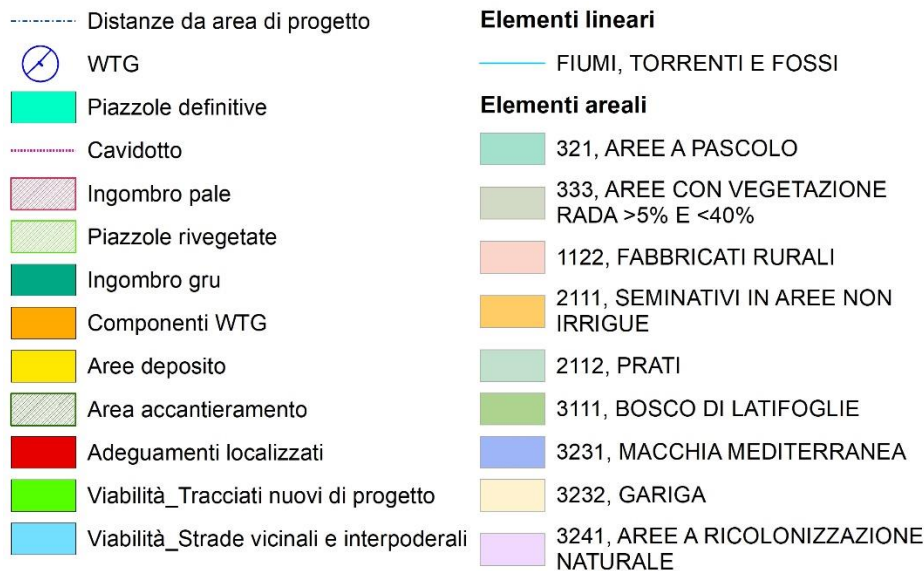 Distanze da area di progetto
WTG
Piazzole definitive
Cavidotto
Ingombro pale
Piazzole rivegetate
Ingombro gru
Componenti WTG
Aree deposito
Area accantieramento
Adeguamenti localizzati
Viabilità_Tracciati nuovi di progetto
Viabilità_Strade vicinali e interpoderali
Elementi lineari
FIUMI, TORRENTI E FOSSI
Elementi areali
321, AREE A PASCOLO
333, AREE CON VEGETAZIONE
RADA >5% E <40%
1122, FABBRICATI RURALI
2111, SEMINATIVI IN AREE NON
IRRIGUE
2112, PRATI
3111, BOSCO DI LATIFOGLIE
3231, MACCHIA MEDITERRANEA
3232, GARIGA
3241, AREE A RICOLONIZZAZIONE
NATURALE